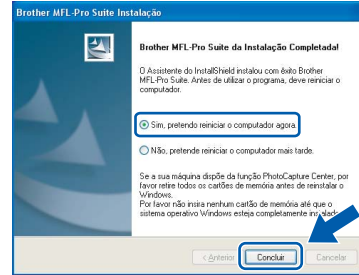 Brother MFL-Pro Suite Instalação
Brother MFL-Pro Suite da Instalação Completada!
O Assistente do InstallShield instalou com êxito Brother
MFL-Pro Suite. Antes de utilizar o programa, deve reiniciar o
computador.
Sim, pretendo reiniciar o computador agora.
Não, pretende reiniciar o computador mais tarde.
Se a sua máquina dispõe da função PhotoCapture Center, por
favor retire todos os cartões de memória antes de reinstalar o
Windows.
Por favor não insira nenhum cartão de memória até que o
sistema operativo Windows esteja completamente
< Anterior
Concluir
Cancelar